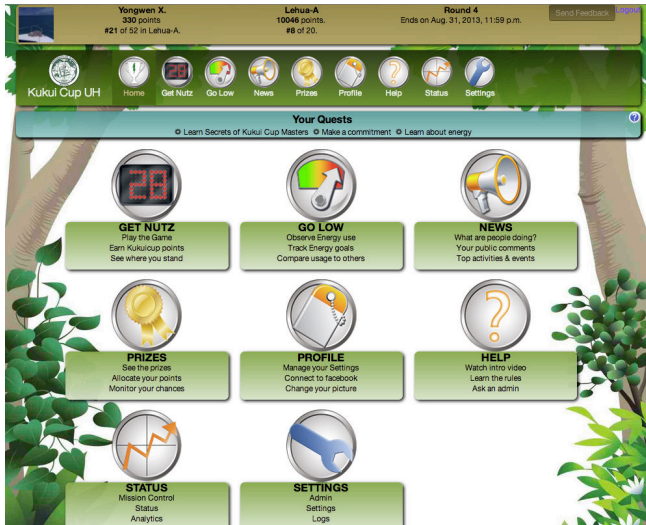 Yongwen X.
330 points
#21 of 52 in Lehua-A.
Lehua-A
10046 points.
#8 of 20.
Round 4
Ends on Aug. 31, 2013, 11:59 p.m.
Send Feedback
Logout
Kukui Cup UH
Home
Get Nutz
28
Go Low
News
Prizes
Profile
Help
Status
Settings
Your Quests
Learn Secrets of Kukui Cup Masters Make a commitment Learn about energy
?
28
GET NUTZ
Play the Game
Earn Kukuicup points
See where you stand
GO LOW
Observe Energy use
Track Energy goals
Compare usage to others
NEWS
What are people doing?
Your public comments
Top activities & events
PRIZES
See the prizes
Allocate your points
Monitor your chances
PROFILE
Manage your Settings
Connect to facebook
Change your picture
?
HELP
Watch intro video
Learn the rules
Ask an admin
STATUS
Mission Control
Status
Analytics
SETTINGS
Admin
Settings
Logs